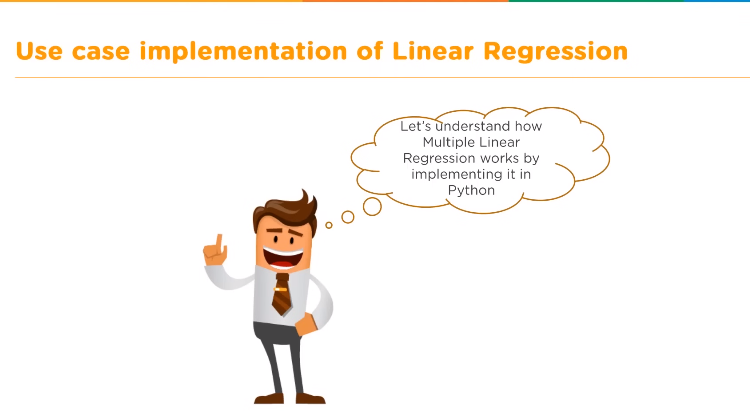 Use case implementation of Linear Regression
Let's understand how
Multiple Linear
Regression works by
implementing it in
Python